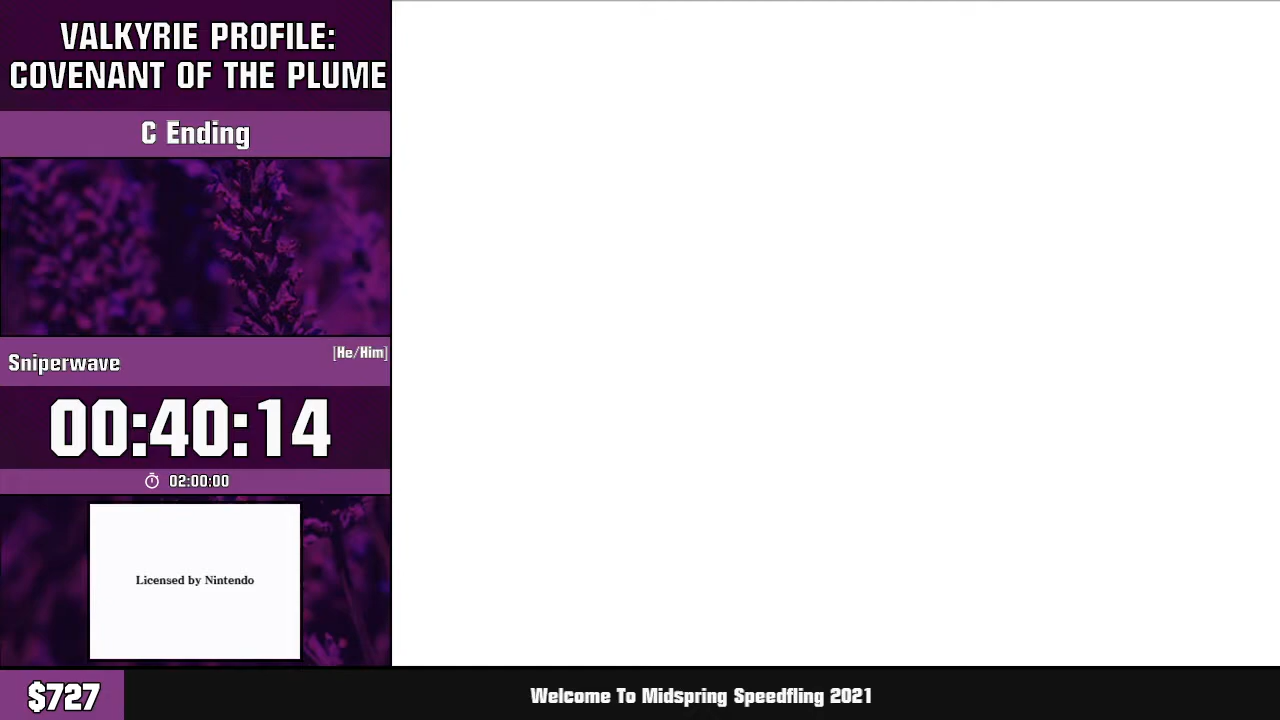 VALKYRIE PROFILE:
COVENANT OF THE PLUME
C Ending
Sniperwave
[He/Him]
00:40:14
02:00:00
Licensed by Nintendo
$727
Welcome To Midspring Speedfling 2021